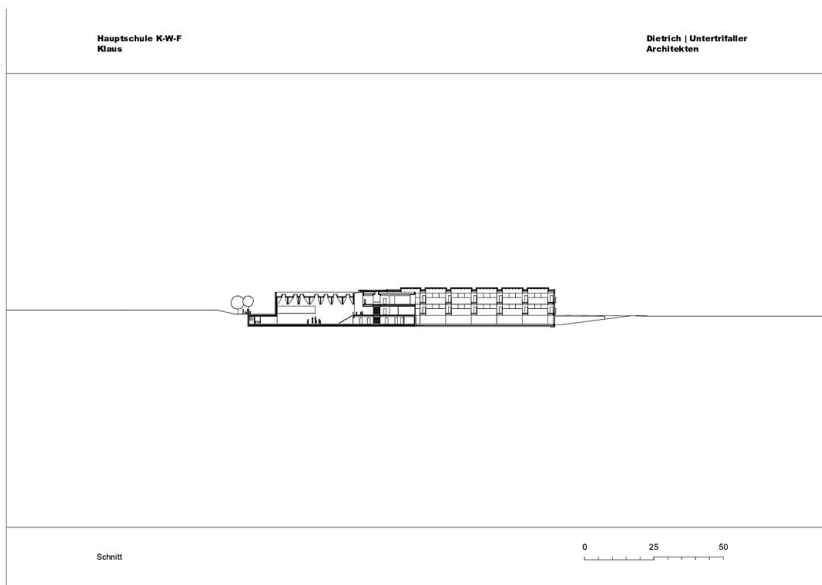 Hauptschule K-W-F
Klaus
Dietrich | Untertrifaller
Architekten
Schnitt
0 25 50